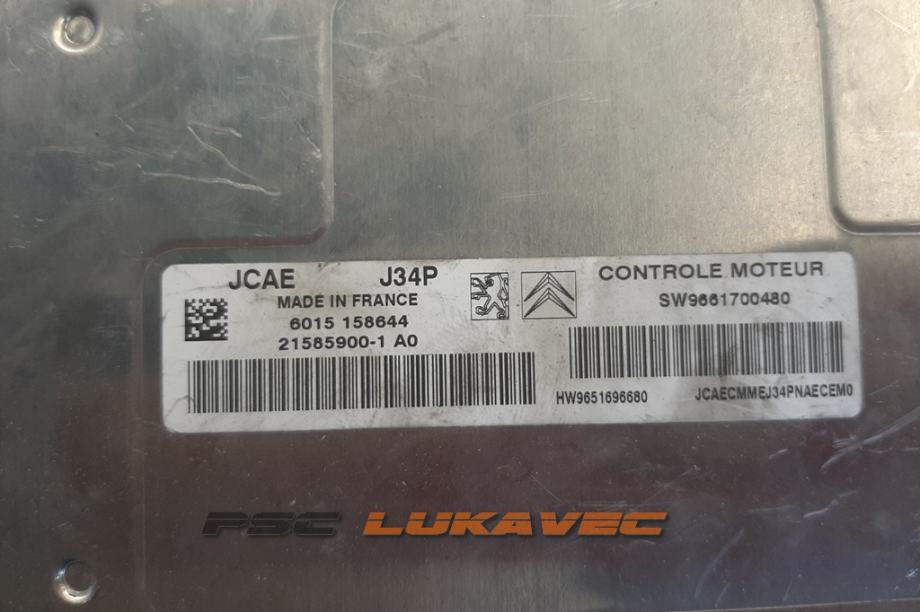 JCAE J34P
MADE IN FRANCE
6015 158644
21585900-1 A0
CONTROLE MOTEUR
SW9661700480
HW9651696680 JCAECMMEJ34PNAECEM0
PSC LUKAVEC